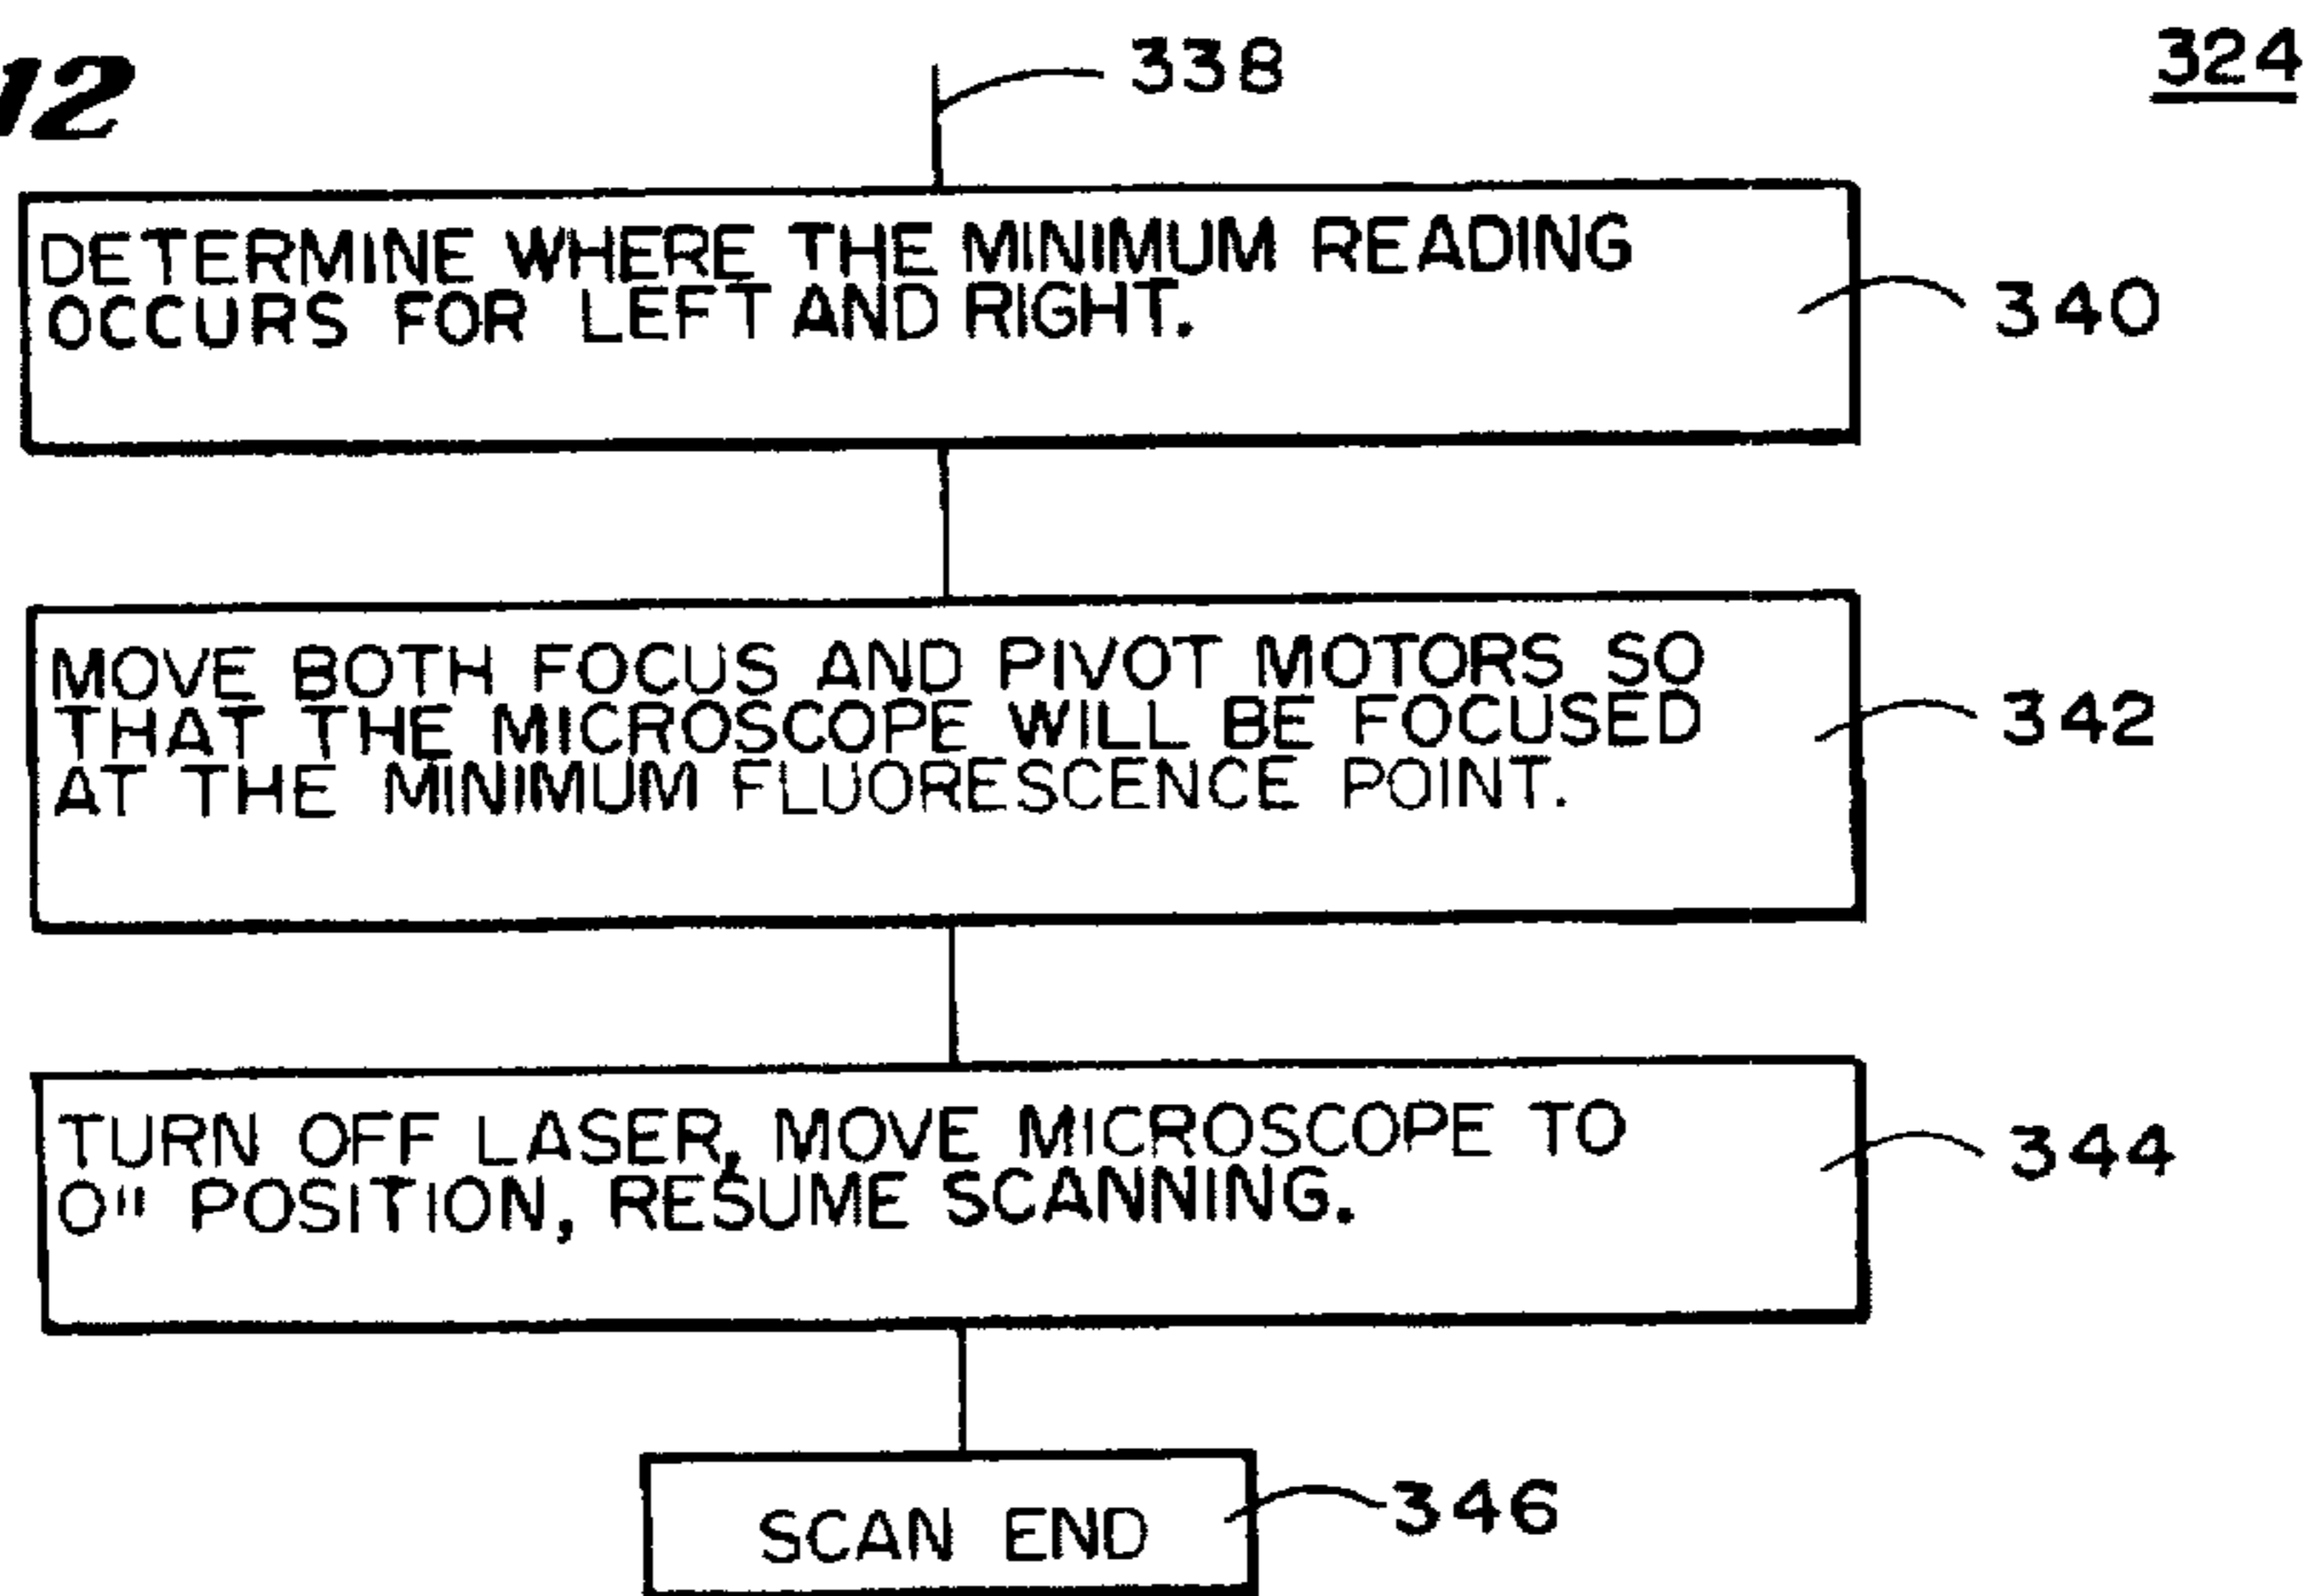 12
338
324
DETERMINE WHERE THE MINIMUM READING
OCCURS FOR LEFT AND RIGHT.
340
MOVE BOTH FOCUS AND PIVOT MOTORS SO
THAT THE MICROSCOPE WILL BE FOCUSED
AT THE MINIMUM FLUORESCENCE POINT.
342
TURN OFF LASER, MOVE MICROSCOPE TO
O" POSITION, RESUME SCANNING.
344
SCAN END
346